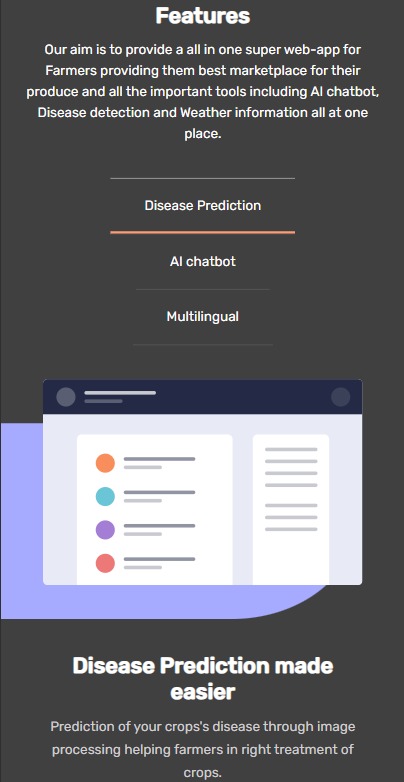 Features
Our aim is to provide a all in one super web-app for
Farmers providing them best marketplace for their
produce and all the important tools including AI chatbot,
Disease detection and Weather information all at one
place.
Disease Prediction
AI chatbot
Multilingual
Disease Prediction made
easier
Prediction of your crops's disease through image
processing helping farmers in right treatment of
crops.